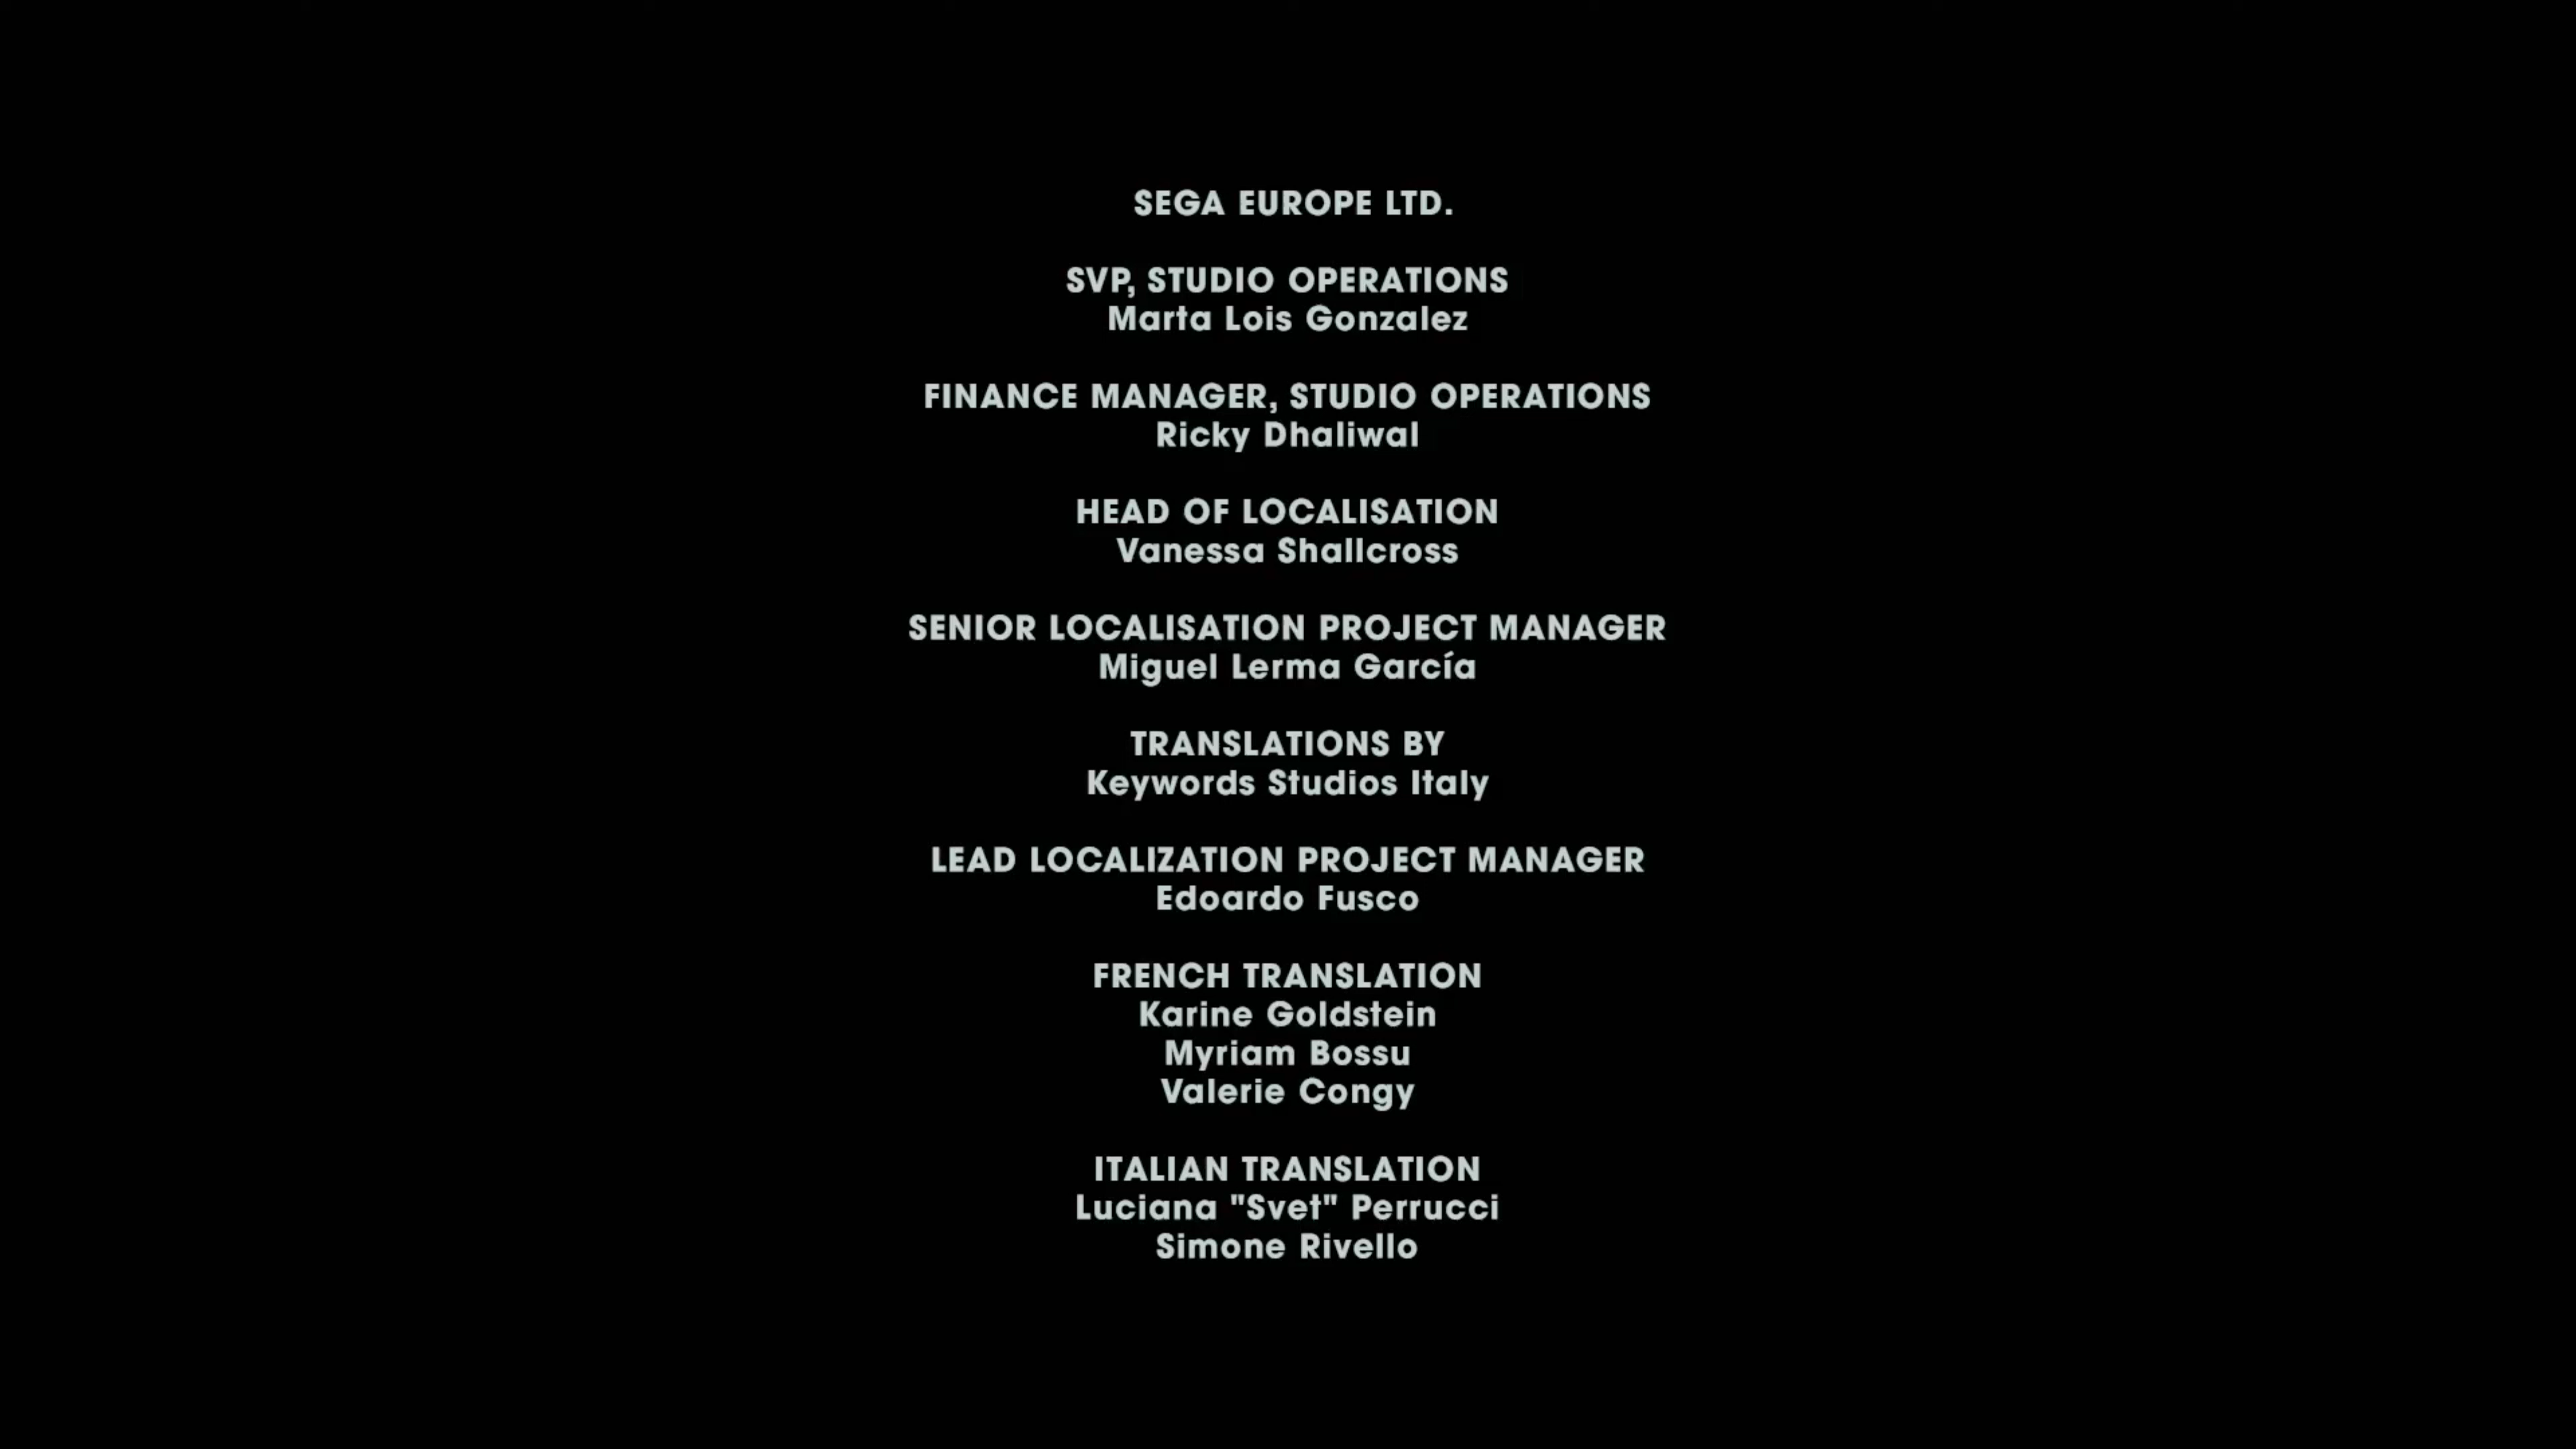 SEGA EUROPE LTD.
SVP, STUDIO OPERATIONS
Marta Lois Gonzalez
FINANCE MANAGER, STUDIO OPERATIONS
Ricky Dhaliwal
HEAD OF LOCALISATION
Vanessa Shallcross
SENIOR LOCALISATION PROJECT MANAGER
Miguel Lerma García
TRANSLATIONS BY
Keywords Studios Italy
LEAD LOCALIZATION PROJECT MANAGER
Edoardo Fusco
FRENCH TRANSLATION
Karine Goldstein
Myriam Bossu
Valerie Congy
ITALIAN TRANSLATION
Luciana "Svet" Perrucci
Simone Rivello